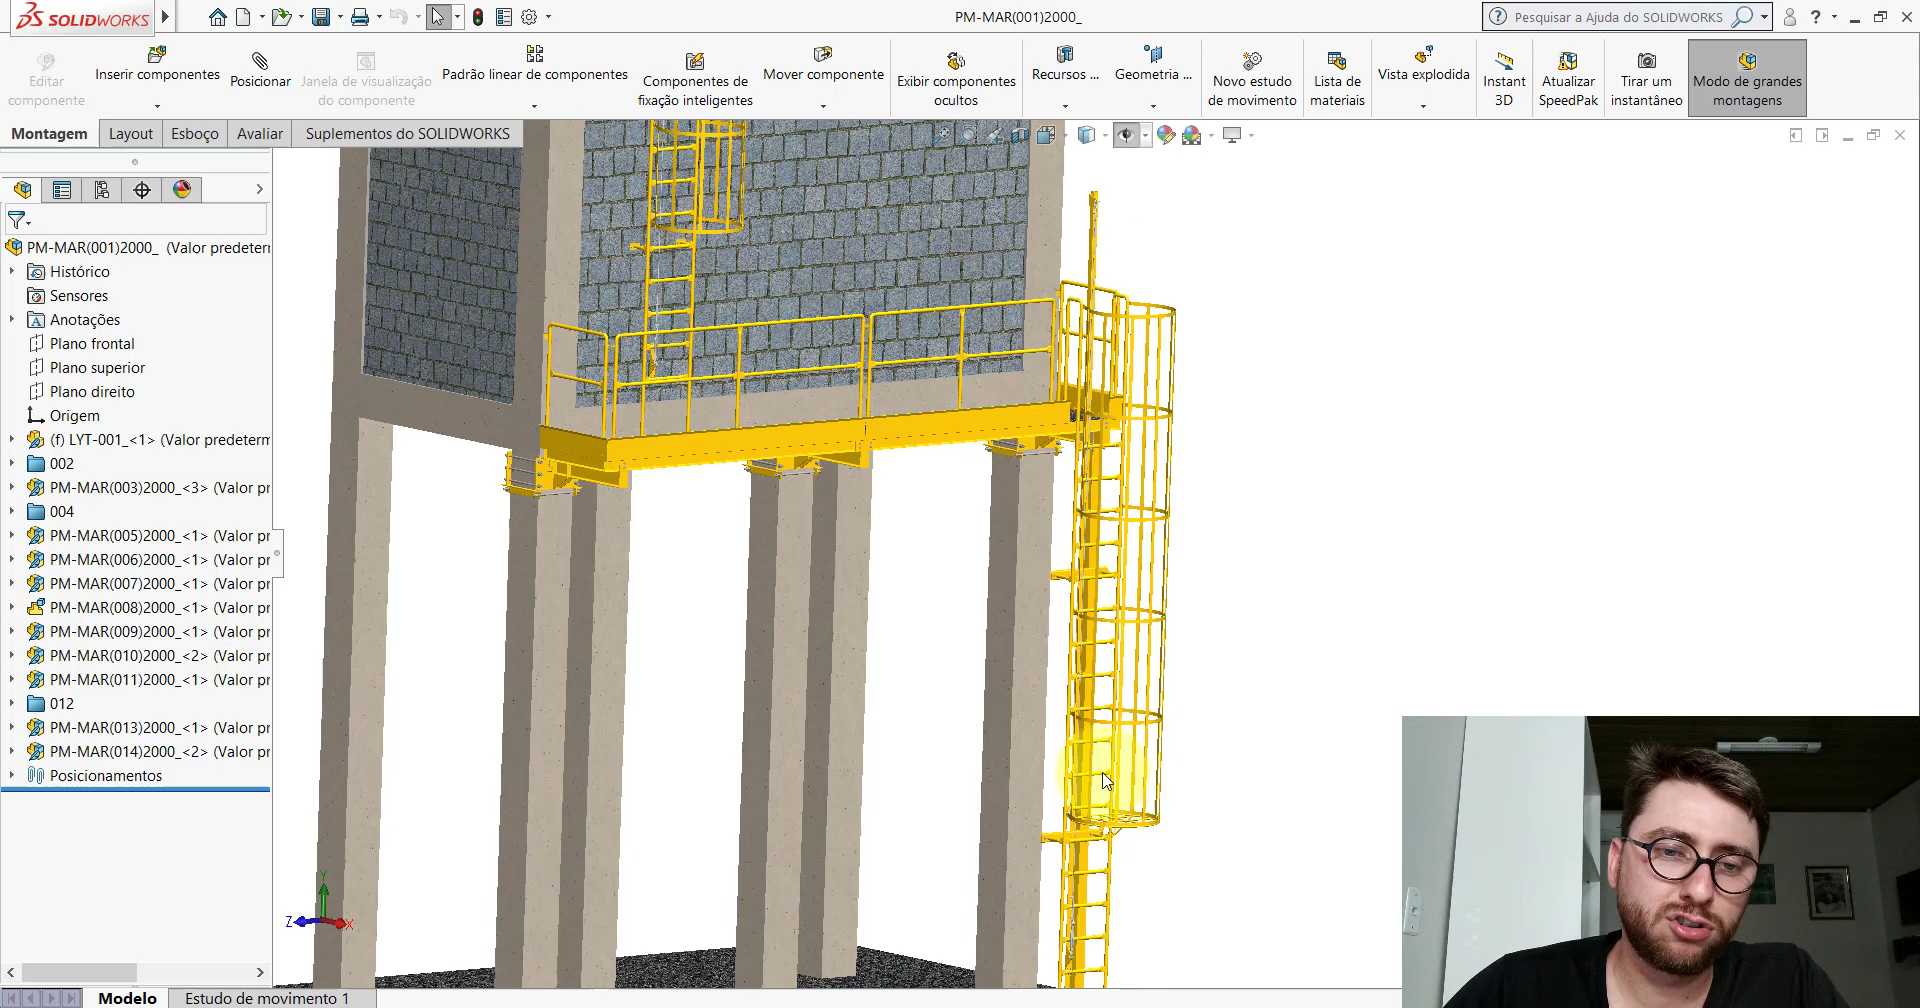 SOLIDWORKS
PM-MAR(001)2000_
Pesquisar a Ajuda do SOLIDWORKS
Editar
componente
Inserir componentes
Posicionar
Janela de visualização
do componente
Padrão linear de componentes
Componentes de
fixação inteligentes
Mover componente
Exibir componentes
ocultos
Recursos ...
Geometria ...
Novo estudo
de movimento
Lista de
materiais
Vista explodida
Instant
3D
Atualizar
SpeedPak
Tirar um
instantâneo
Modo de grandes
montagens
Montagem
Layout
Esboço
Avaliar
Suplementos do SOLIDWORKS
PM-MAR(001)2000_ (Valor predetern
Histórico
Sensores
Anotações
Plano frontal
Plano superior
Plano direito
Origem
(f) LYT-001_<1> (Valor predeterm
002
PM-MAR(003)2000_<3> (Valor pr
004
PM-MAR(005)2000_<1> (Valor pr
PM-MAR(006)2000_<1> (Valor pr
PM-MAR(007)2000_<1> (Valor pr
PM-MAR(008)2000_<1> (Valor pr
PM-MAR(009)2000_<1> (Valor pr
PM-MAR(010)2000_<2> (Valor pr
PM-MAR(011)2000_<1> (Valor pr
012
PM-MAR(013)2000_<1> (Valor pr
PM-MAR(014)2000_<2> (Valor pr
Posicionamentos
Y
Z
X
Modelo
Estudo de movimento 1